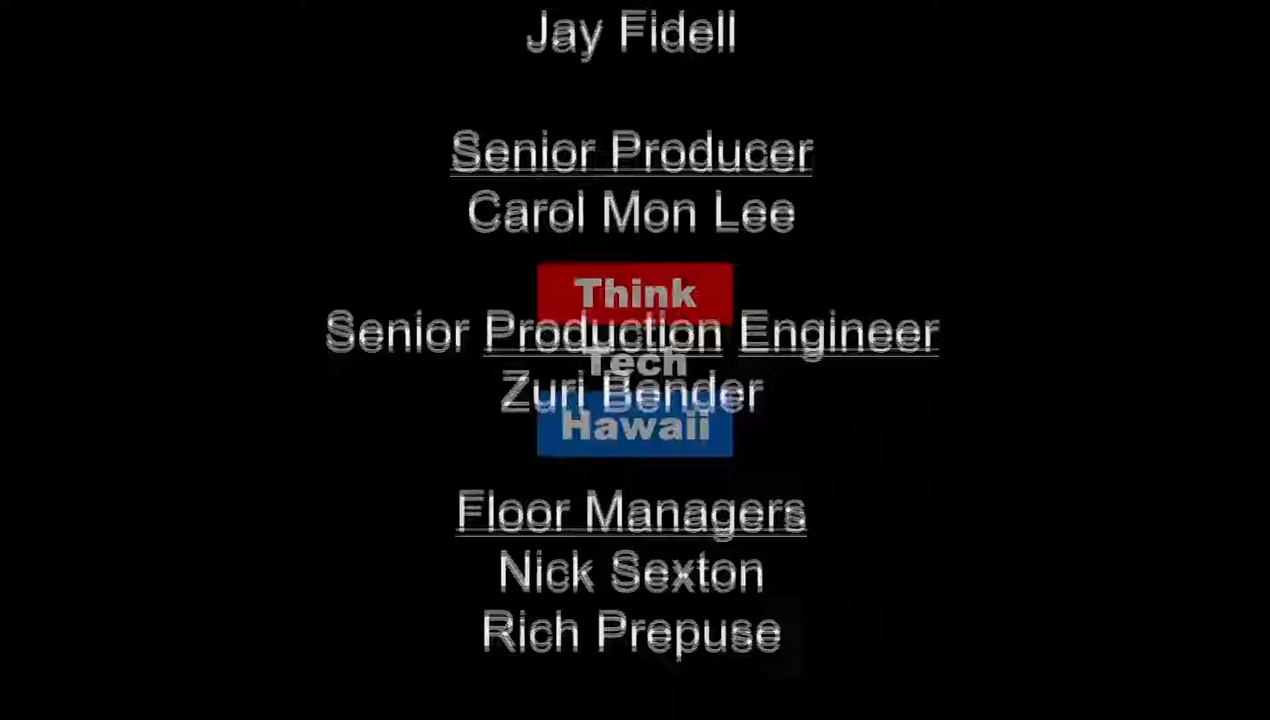 Jay Fidell
Senior Producer
Carol Mon Lee
Think
Senior Production Engineer
Tech
Zuri Bender
Hawaii
Floor Managers
Nick Sexton
Rich Prepuse